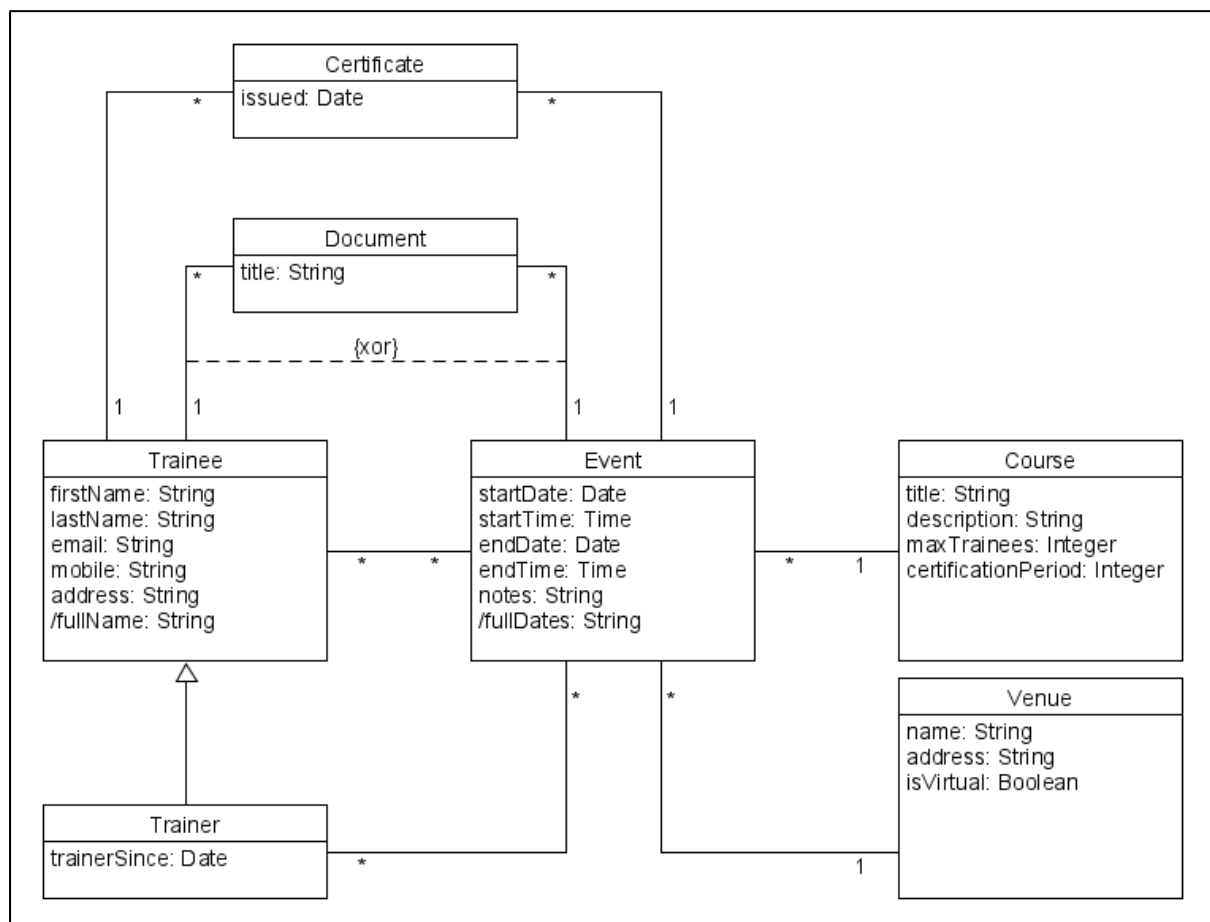 Certificate
issued: Date
*
*
Document
title: String
*
*
{xor}
1
1
1
1
Trainee
firstName: String
lastName: String
email: String
mobile: String
address: String
/fullName: String
*
*
Event
startDate: Date
startTime: Time
endDate: Date
endTime: Time
notes: String
/fullDates: String
*
1
Course
title: String
description: String
maxTrainees: Integer
certificationPeriod: Integer
*
*
Venue
name: String
address: String
isVirtual: Boolean
Trainer
trainerSince: Date
*
1